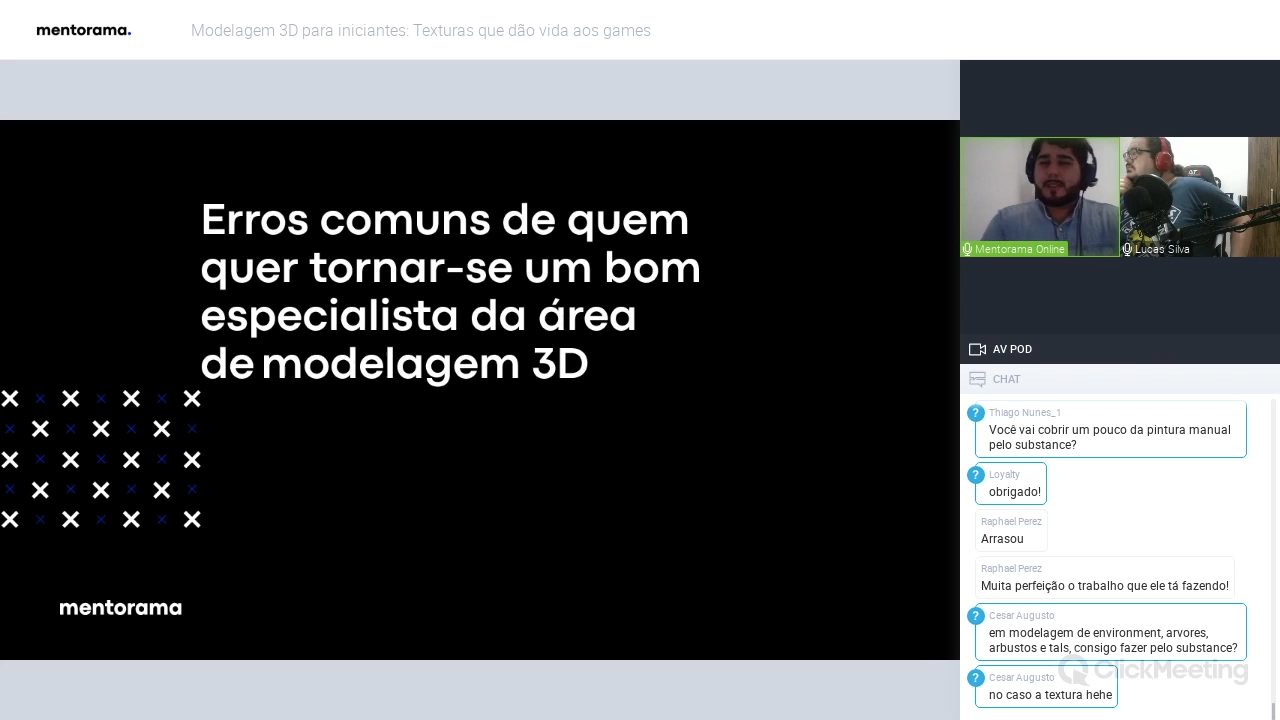 mentorama.
Modelagem 3D para iniciantes: Texturas que dão vida aos games
Erros comuns de quem
quer tornar-se um bom
especialista da área
de modelagem 3D
mentorama
Mentorama Online
Lucas Silva
AV POD
CHAT
?
Thiago Nunes_1
Você vai cobrir um pouco da pintura manual
pelo substance?
?
Loyalty
obrigado!
Raphael Perez
Arrasou
Raphael Perez
Muita perfeição o trabalho que ele tá fazendo!
?
Cesar Augusto
em modelagem de environment, arvores,
arbustos e tals, consigo fazer pelo substance?
?
Cesar Augusto
no caso a textura hehe
ClickMeeting